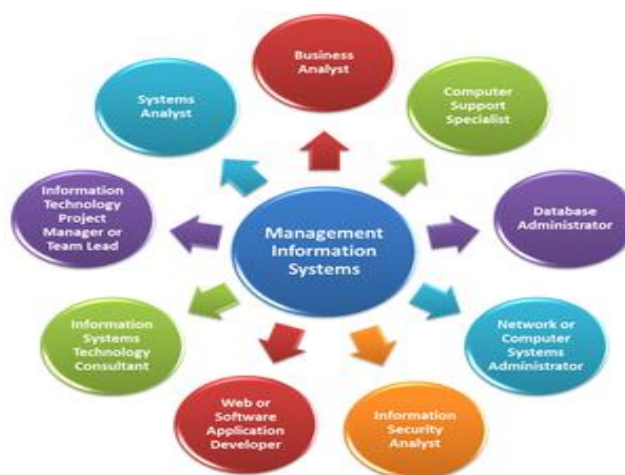 Business
Analyst
Computer
Support
Specialist
Database
Administrator
Network or
Computer
Systems
Administrator
Information
Security
Analyst
Web or
Software
Application
Developer
Information
Systems
Technology
Consultant
Information
Technology
Project
Manager or
Team Lead
Systems
Analyst
Management
Information
Systems